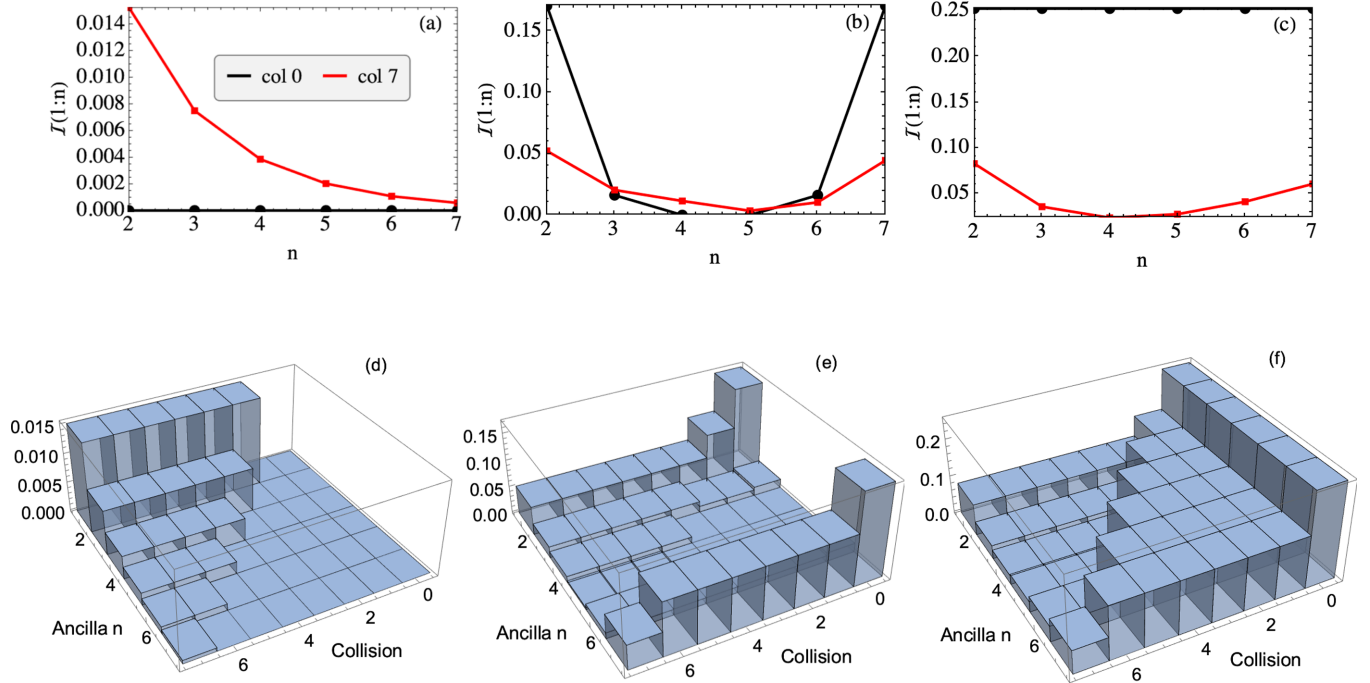 (a)
0.014
0.012
0.010
0.008
0.006
0.004
0.002
0.000
I(1:n)
col 0 col 7
2 3 4 5 6 7
n
(b)
0.15
0.10
0.05
0.00
I(1:n)
2 3 4 5 6 7
n
(c)
0.25
0.20
0.15
0.10
0.05
I(1:n)
2 3 4 5 6 7
n
(d)
0.015
0.010
0.005
0.000
2
4
6
Ancilla n
6
4
2
0
Collision
(e)
0.15
0.10
0.05
0.00
2
4
6
Ancilla n
6
4
2
0
Collision
(f)
0.2
0.1
0.0
2
4
6
Ancilla n
6
4
2
0
Collision